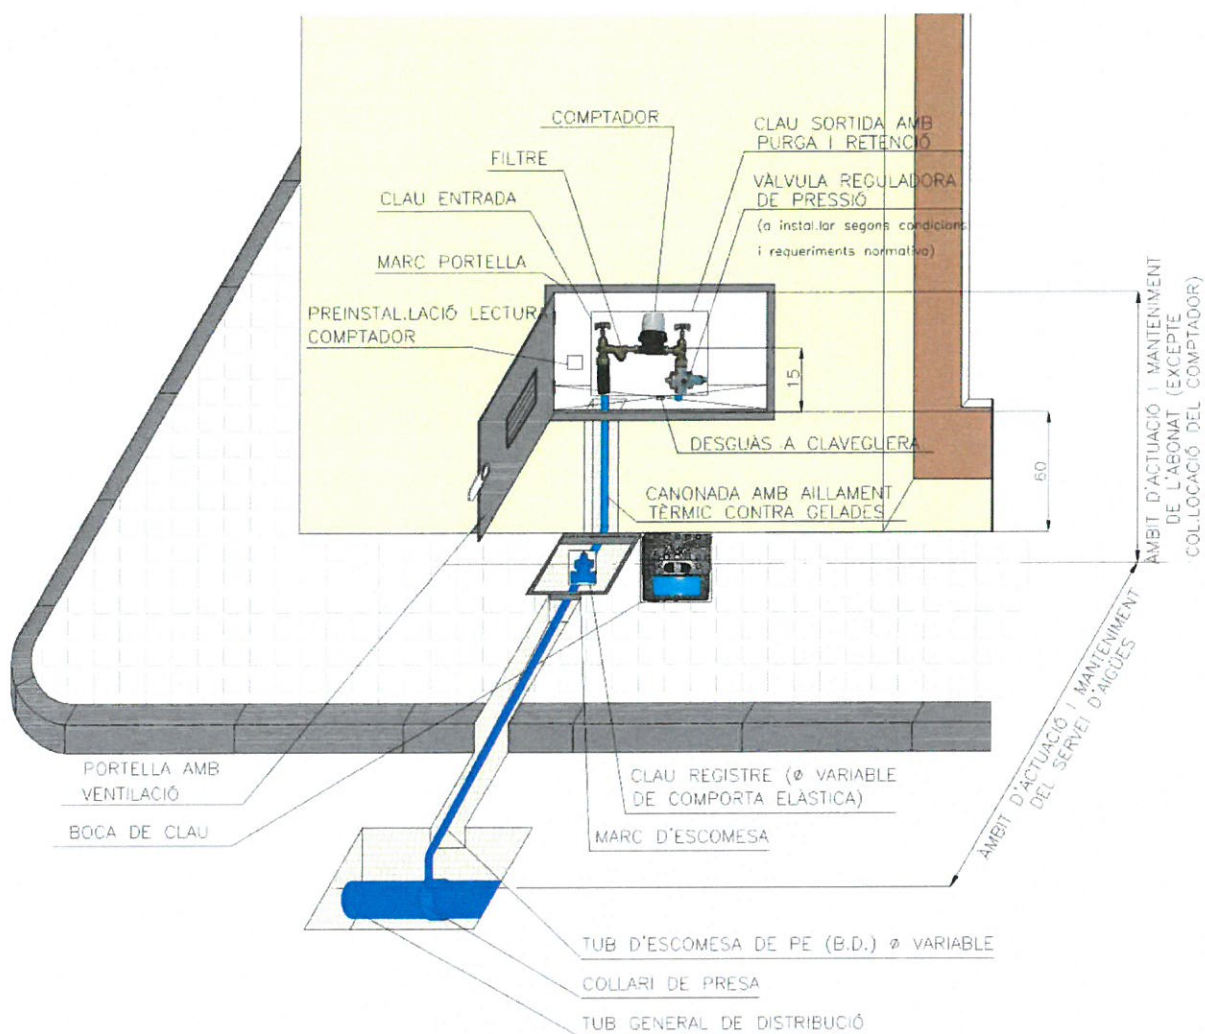 COMPTADOR
CLAU SORTIDA AMB
PURGA I RETENCIÓ
FILTRE
VÀLVULA REGULADORA
DE PRESSIÓ
(a instal.lar segons condicions
i requeriments normativa)
CLAU ENTRADA
MARC PORTELLA
PREINSTAL.LACIÓ LECTURA
COMPTADOR
15
60
DESGUÀS A CLAVEGUERA
CANONADA AMB AILLAMENT
TÈRMIC CONTRA GELADES
ÀMBIT D'ACTUACIÓ I MANTENIMENT
DE L'ABONAT (EXCEPTE
COL.LOCACIÓ DEL COMPTADOR)
ÀMBIT D'ACTUACIÓ I MANTENIMENT
DEL SERVEI D'AIGÜES
PORTELLA AMB
VENTILACIÓ
BOCA DE CLAU
CLAU REGISTRE (Ø VARIABLE
DE COMPORTA ELÀSTICA)
MARC D'ESCOMESA
TUB D'ESCOMESA DE PE (B.D.) Ø VARIABLE
COLLARI DE PRESA
TUB GENERAL DE DISTRIBUCIÓ